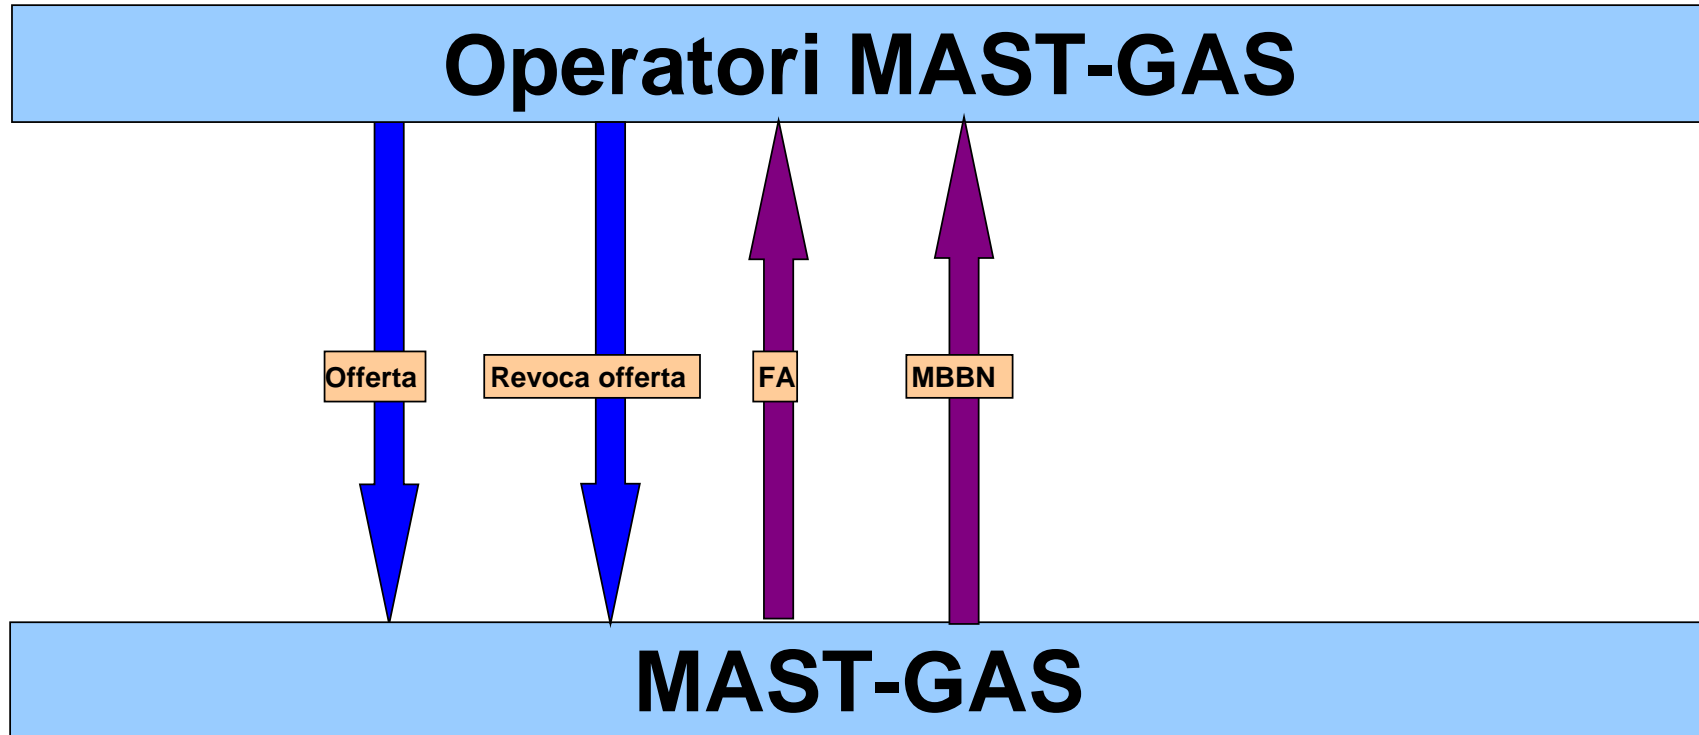 Operatori MAST-GAS
Offerta
Revoca offerta
FA
MBBN
MAST-GAS